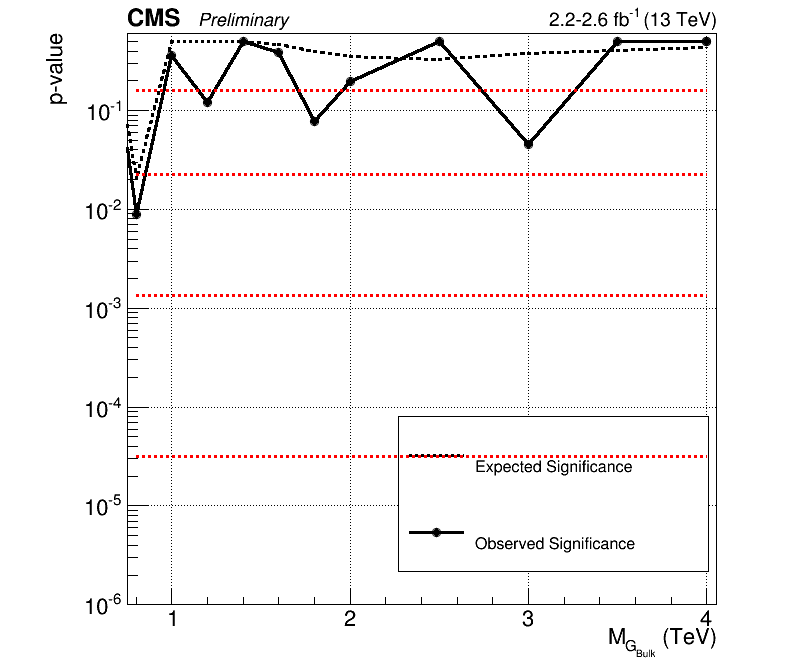 CMS Preliminary 2.2-2.6 fb⁻¹ (13 TeV)
p-value
10⁻¹
10⁻²
10⁻³
10⁻⁴
10⁻⁵
10⁻⁶
Expected Significance
Observed Significance
1 2 3 4
M_G_Bulk (TeV)